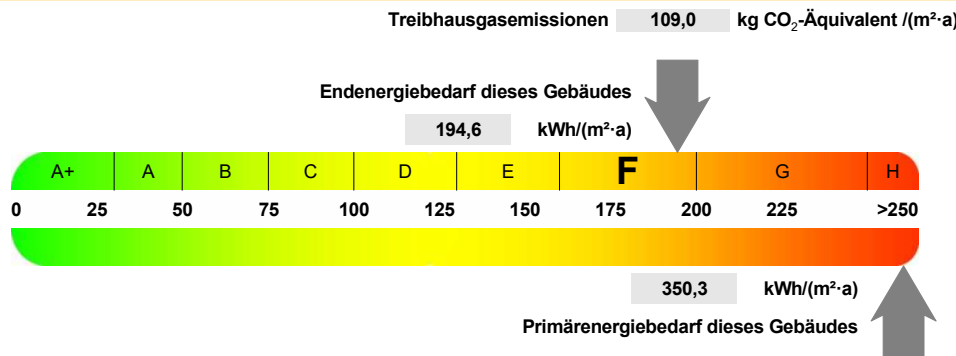 Treibhausgasemissionen 109,0 kg CO₂-Äquivalent /(m²·a)
Endenergiebedarf dieses Gebäudes
194,6 kWh/(m²·a)
A+ A B C D E F G H
0 25 50 75 100 125 150 175 200 225 >250
350,3 kWh/(m²·a)
Primärenergiebedarf dieses Gebäudes